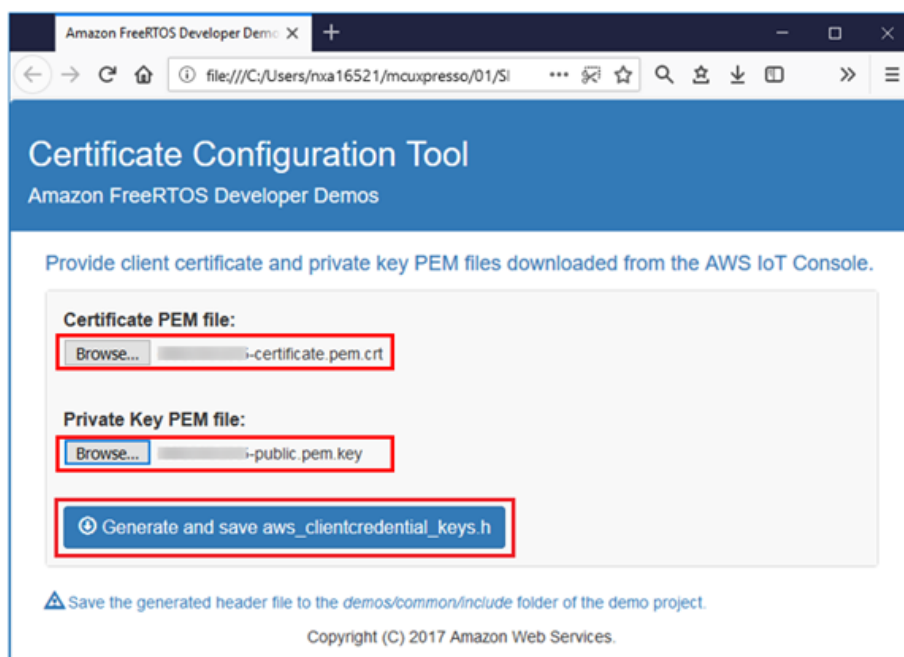 Amazon FreeRTOS Developer Demo
file:///C:/Users/nxa16521/mcuxpresso/01/SI
Certificate Configuration Tool
Amazon FreeRTOS Developer Demos
Provide client certificate and private key PEM files downloaded from the AWS IoT Console.
Certificate PEM file:
Browse... -certificate.pem.crt
Private Key PEM file:
Browse... -public.pem.key
Generate and save aws_clientcredential_keys.h
Save the generated header file to the demos/common/include folder of the demo project.
Copyright (C) 2017 Amazon Web Services.